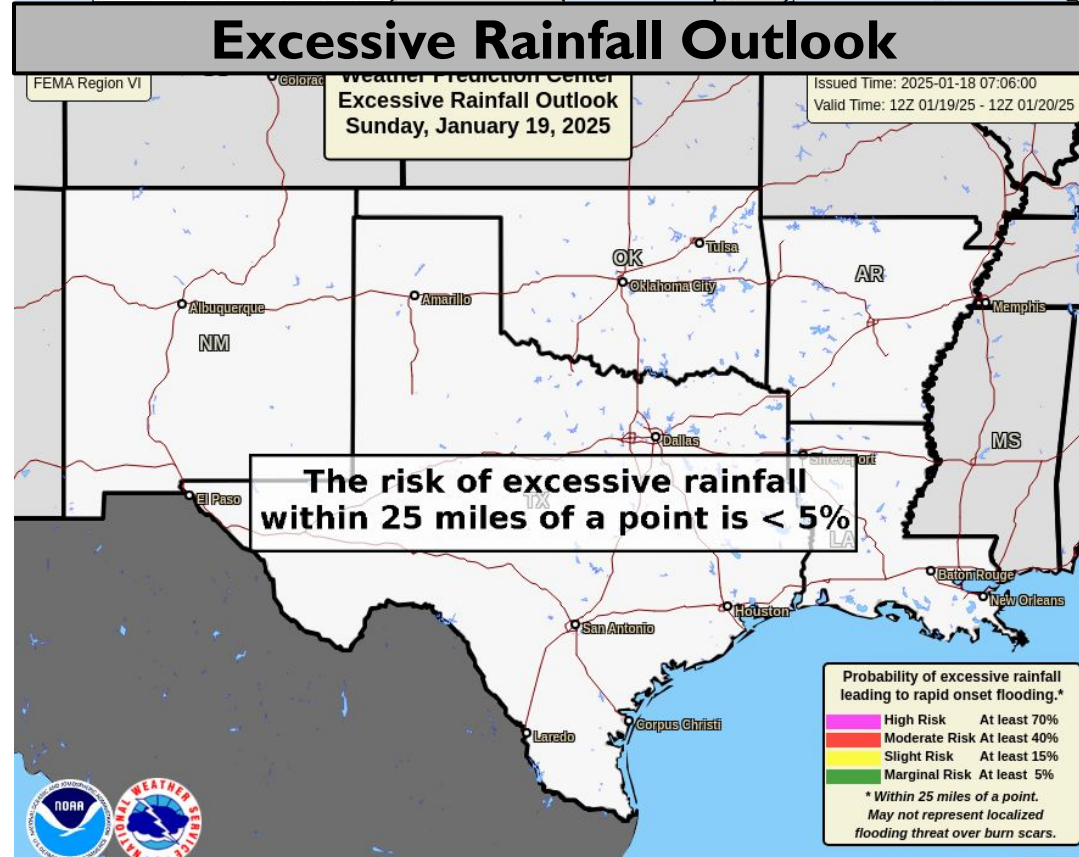 Excessive Rainfall Outlook
FEMA Region VI
Weather Prediction Center
Excessive Rainfall Outlook
Sunday, January 19, 2025
Issued Time: 2025-01-18 07:06:00
Valid Time: 12Z 01/19/25 - 12Z 01/20/25
Colorad
Tulsa
OK
Oklahoma City
AR
Albuquerque
Amarillo
Memphis
NM
Dallas
MS
Shreveport
The risk of excessive rainfall
within 25 miles of a point is < 5%
El Paso
TX
LA
Baton Rouge
New Orleans
Houston
San Antonio
Corpus Christi
Laredo
Probability of excessive rainfall
leading to rapid onset flooding.*
High Risk At least 70%
Moderate Risk At least 40%
Slight Risk At least 15%
Marginal Risk At least 5%
* Within 25 miles of a point.
May not represent localized
flooding threat over burn scars.
NOAA
NATIONAL WEATHER SERVICE